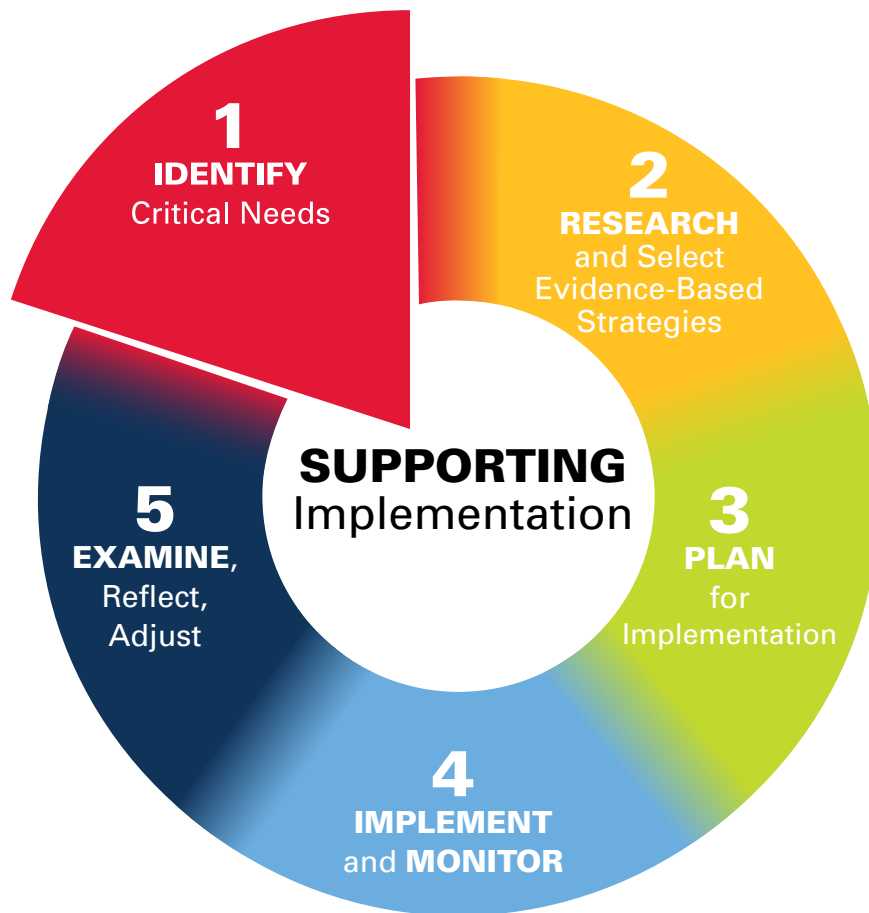 1
IDENTIFY
Critical Needs
2
RESEARCH
and Select
Evidence-Based
Strategies
3
PLAN
for
Implementation
4
IMPLEMENT
and MONITOR
5
EXAMINE,
Reflect,
Adjust
SUPPORTING
Implementation